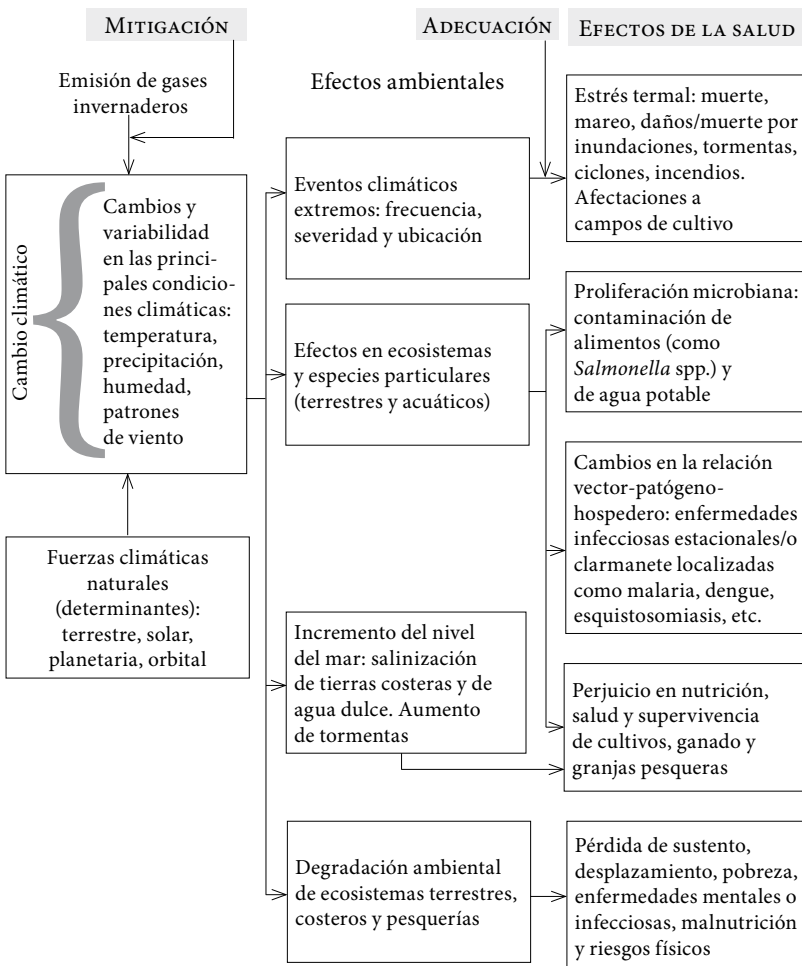 MITIGACIÓN
ADECUACIÓN
EFECTOS DE LA SALUD
Emisión de gases
invernaderos
Efectos ambientales
Cambio climático
Cambios y
variabilidad
en las princi-
pales condicio-
nes climáticas:
temperatura,
precipitación,
humedad,
patrones
de viento
Fuerzas climáticas
naturales
(determinantes):
terrestre, solar,
planetaria, orbital
Eventos climáticos
extremos: frecuencia,
severidad y ubicación
Efectos en ecosistemas
y especies particulares
(terrestres y acuáticos)
Incremento del nivel
del mar: salinización
de tierras costeras y de
agua dulce. Aumento
de tormentas
Degradación ambiental
de ecosistemas terrestres,
costeros y pesquerías
Estrés termal: muerte,
mareo, daños/muerte por
inundaciones, tormentas,
ciclones, incendios.
Afectaciones a
campos de cultivo
Proliferación microbiana:
contaminación de
alimentos (como
Salmonella spp.) y
de agua potable
Cambios en la relación
vector-patógeno-
hospedero: enfermedades
infecciosas estacionales/o
clarmanete localizadas
como malaria, dengue,
esquistosomiasis, etc.
Perjuicio en nutrición,
salud y supervivencia
de cultivos, ganado y
granjas pesqueras
Pérdida de sustento,
desplazamiento, pobreza,
enfermedades mentales o
infecciosas, malnutrición
y riesgos físicos